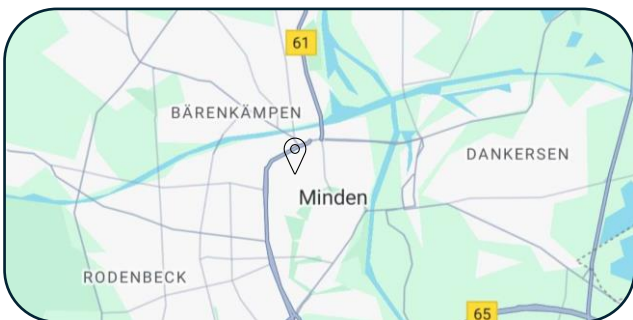 61
BÄRENKÄMPEN
DANKERSEN
Minden
RODENBECK
65